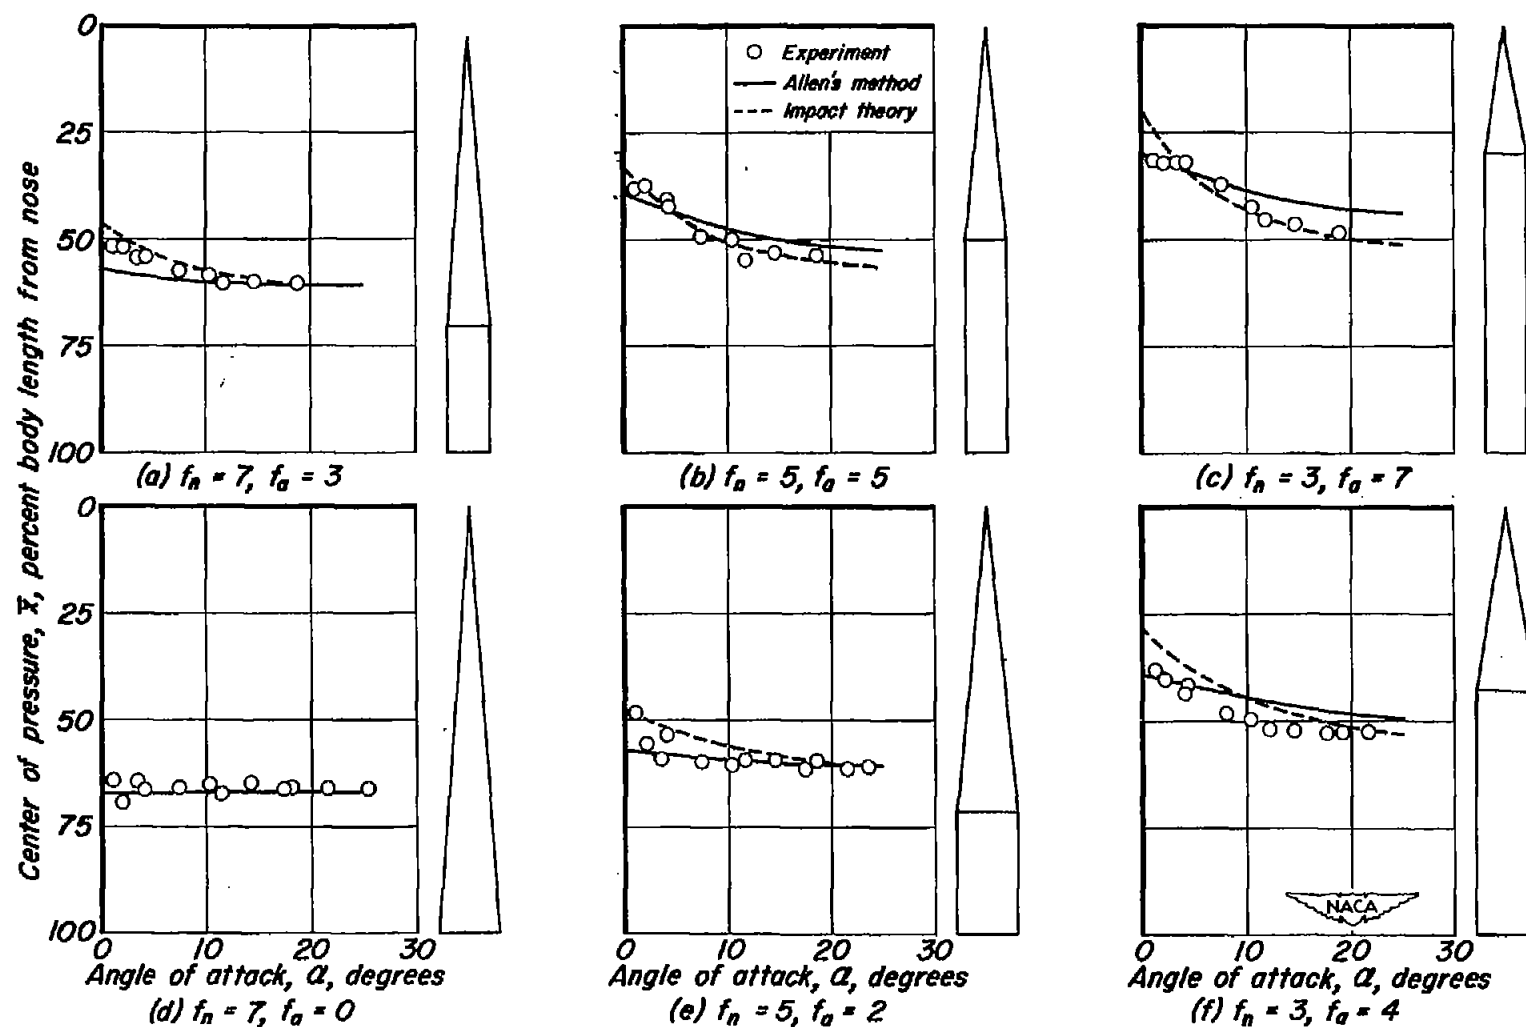 Center of pressure, x̄, percent body length from nose
0
25
50
75
100
Experiment
Allen's method
Impact theory
(a) fₙ = 7, fₐ = 3
(b) fₙ = 5, fₐ = 5
(c) fₙ = 3, fₐ = 7
0
25
50
75
100
0 10 20 30
0 10 20 30
0 10 20 30
NACA
Angle of attack, α, degrees
Angle of attack, α, degrees
Angle of attack, α, degrees
(d) fₙ = 7, fₐ = 0
(e) fₙ = 5, fₐ = 2
(f) fₙ = 3, fₐ = 4